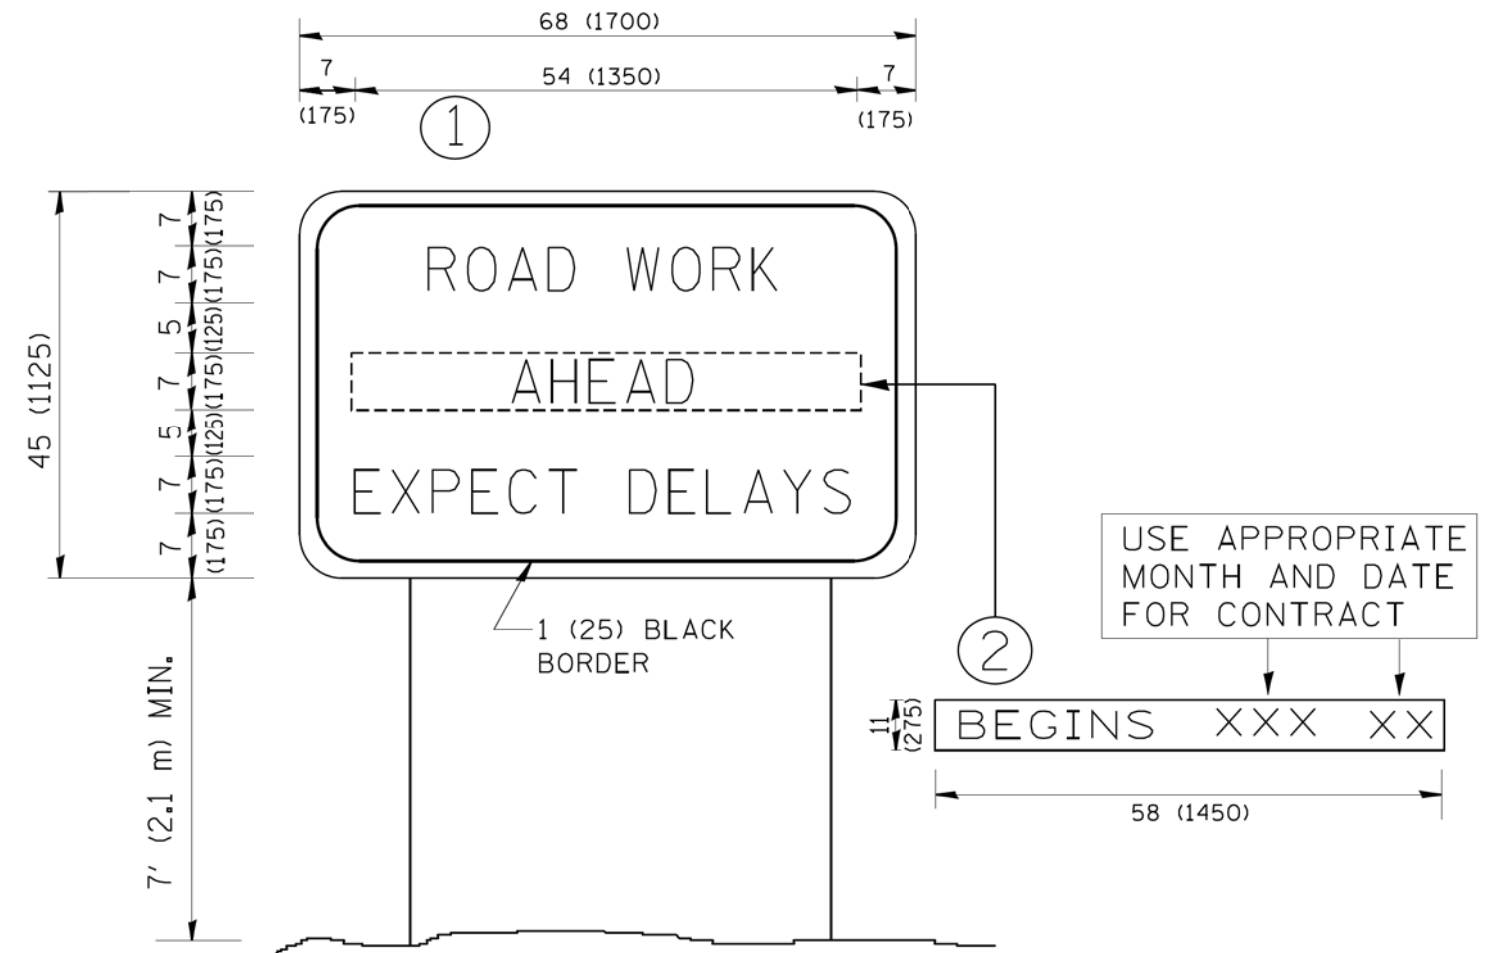 68 (1700)
7
54 (1350)
7
(175)
(175)
1
45 (1125)
7 (175)
7 (175)
5 (125)
7 (175)
5 (125)
7 (175)
7 (175)
ROAD WORK
AHEAD
EXPECT DELAYS
1 (25) BLACK
BORDER
7' (2.1 m) MIN.
2
USE APPROPRIATE
MONTH AND DATE
FOR CONTRACT
11
(275)
BEGINS XXX XX
58 (1450)